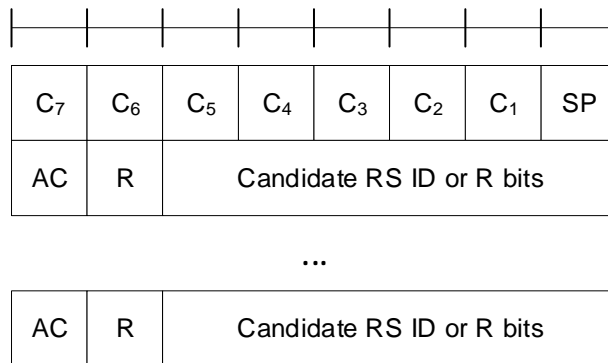 C₇ C₆ C₅ C₄ C₃ C₂ C₁ SP
AC R Candidate RS ID or R bits
...
AC R Candidate RS ID or R bits